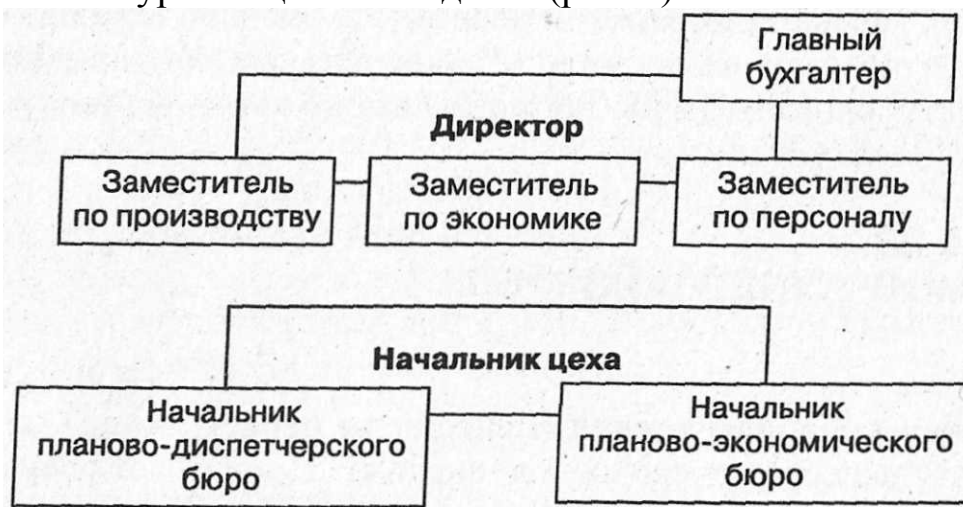 Главный
бухгалтер
Директор
Заместитель
по производству
Заместитель
по экономике
Заместитель
по персоналу
Начальник цеха
Начальник
планово-диспетчерского
бюро
Начальник
планово-экономического
бюро